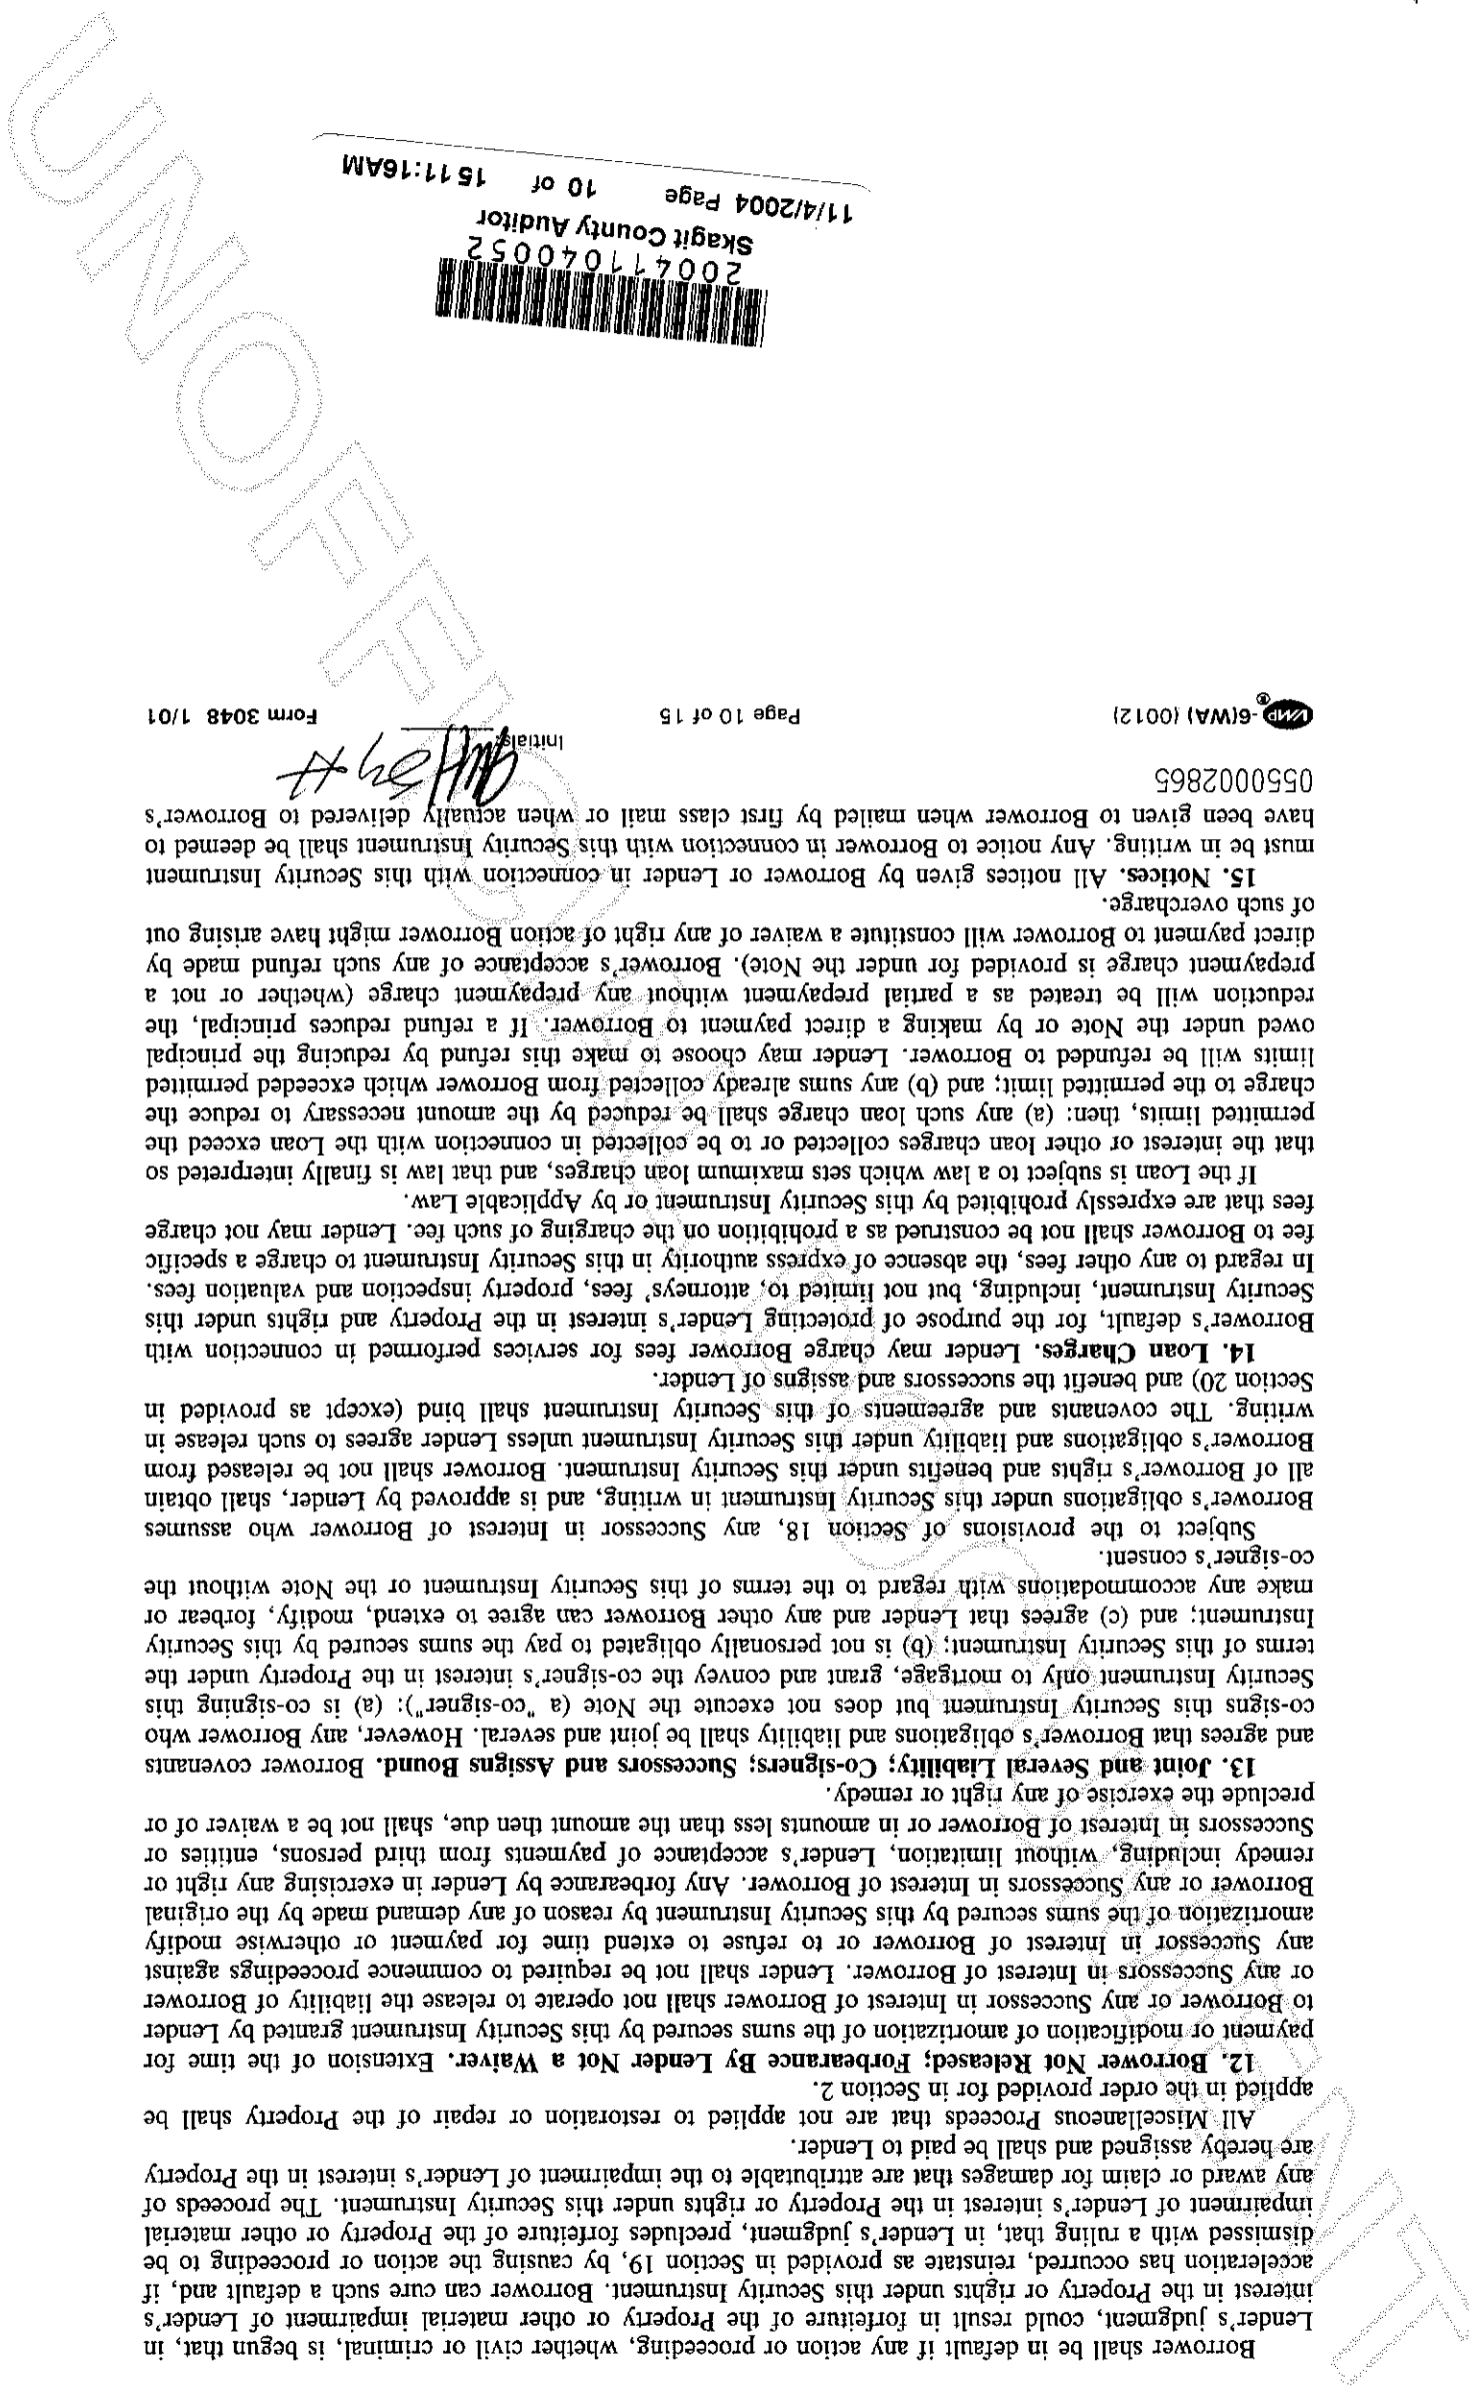 Borrower shall be in default if any action or proceeding, whether civil or criminal, is begun that, in
Lender's judgment, could result in forfeiture of the Property or other material impairment of Lender's
interest in the Property or rights under this Security Instrument. Borrower can cure such a default and, if
acceleration has occurred, reinstate as provided in Section 19, by causing the action or proceeding to be
dismissed with a ruling that, in Lender's judgment, precludes forfeiture of the Property or other material
impairment of Lender's interest in the Property or rights under this Security Instrument. The proceeds of
any award or claim for damages that are attributable to the impairment of Lender's interest in the Property
are hereby assigned and shall be paid to Lender.
All Miscellaneous Proceeds that are not applied to restoration or repair of the Property shall be
applied in the order provided for in Section 2.
12. Borrower Not Released; Forbearance By Lender Not a Waiver. Extension of the time for
payment or modification of amortization of the sums secured by this Security Instrument granted by Lender
to Borrower or any Successor in Interest of Borrower shall not operate to release the liability of Borrower
or any Successors in Interest of Borrower. Lender shall not be required to commence proceedings against
any Successor in Interest of Borrower or to refuse to extend time for payment or otherwise modify
amortization of the sums secured by this Security Instrument by reason of any demand made by the original
Borrower or any Successors in Interest of Borrower. Any forbearance by Lender in exercising any right or
remedy including, without limitation, Lender's acceptance of payments from third persons, entities or
Successors in Interest of Borrower or in amounts less than the amount then due, shall not be a waiver of or
preclude the exercise of any right or remedy.
13. Joint and Several Liability; Co-signers; Successors and Assigns Bound. Borrower covenants
and agrees that Borrower's obligations and liability shall be joint and several. However, any Borrower who
co-signs this Security Instrument but does not execute the Note (a "co-signer"): (a) is co-signing this
Security Instrument only to mortgage, grant and convey the co-signer's interest in the Property under the
terms of this Security Instrument; (b) is not personally obligated to pay the sums secured by this Security
Instrument; and (c) agrees that Lender and any other Borrower can agree to extend, modify, forbear or
make any accommodations with regard to the terms of this Security Instrument or the Note without the
co-signer's consent.
Subject to the provisions of Section 18, any Successor in Interest of Borrower who assumes
Borrower's obligations under this Security Instrument in writing, and is approved by Lender, shall obtain
all of Borrower's rights and benefits under this Security Instrument. Borrower shall not be released from
Borrower's obligations and liability under this Security Instrument unless Lender agrees to such release in
writing. The covenants and agreements of this Security Instrument shall bind (except as provided in
Section 20) and benefit the successors and assigns of Lender.
14. Loan Charges. Lender may charge Borrower fees for services performed in connection with
Borrower's default, for the purpose of protecting Lender's interest in the Property and rights under this
Security Instrument, including, but not limited to, attorneys' fees, property inspection and valuation fees.
In regard to any other fees, the absence of express authority in this Security Instrument to charge a specific
fee to Borrower shall not be construed as a prohibition on the charging of such fee. Lender may not charge
fees that are expressly prohibited by this Security Instrument or by Applicable Law.
If the Loan is subject to a law which sets maximum loan charges, and that law is finally interpreted so
that the interest or other loan charges collected or to be collected in connection with the Loan exceed the
permitted limits, then: (a) any such loan charge shall be reduced by the amount necessary to reduce the
charge to the permitted limit; and (b) any sums already collected from Borrower which exceeded permitted
limits will be refunded to Borrower. Lender may choose to make this refund by reducing the principal
owed under the Note or by making a direct payment to Borrower. If a refund reduces principal, the
reduction will be treated as a partial prepayment without any prepayment charge (whether or not a
prepayment charge is provided for under the Note). Borrower's acceptance of any such refund made by
direct payment to Borrower will constitute a waiver of any right of action Borrower might have arising out
of such overcharge.
15. Notices. All notices given by Borrower or Lender in connection with this Security Instrument
must be in writing. Any notice to Borrower in connection with this Security Instrument shall be deemed to
have been given to Borrower when mailed by first class mail or when actually delivered to Borrower's
0550002865
Initials:
VMP®-6(WA) (0012) Page 10 of 15 Form 3048 1/01
200411040052
Skagit County Auditor
11/4/2004 Page 10 of 15 11:16AM
UNOFFICIAL DOCUMENT